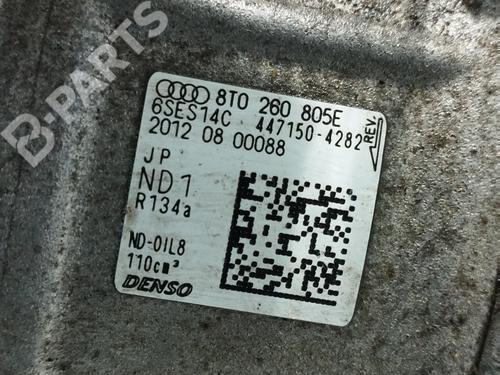 8T0 260 805E
6SES14C 447150-4282 REV.
2012 08 00088
JP
ND1
R134a
ND-OIL8
110cm³
DENSO
B-PARTS